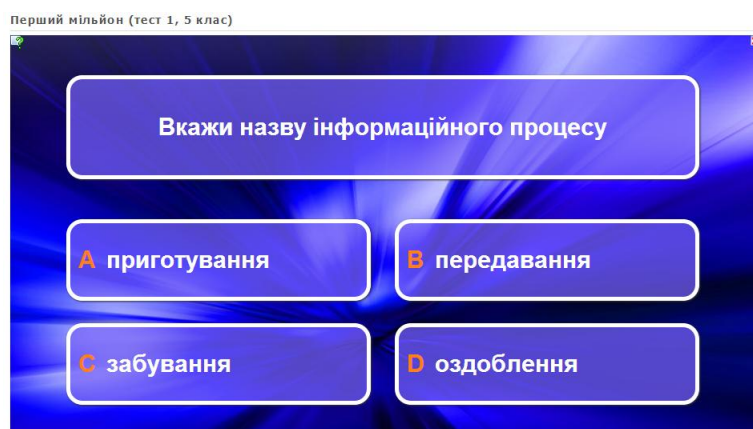 Перший мільйон (тест 1, 5 клас)
Вкажи назву інформаційного процесу
A приготування
B передавання
C забування
D оздоблення